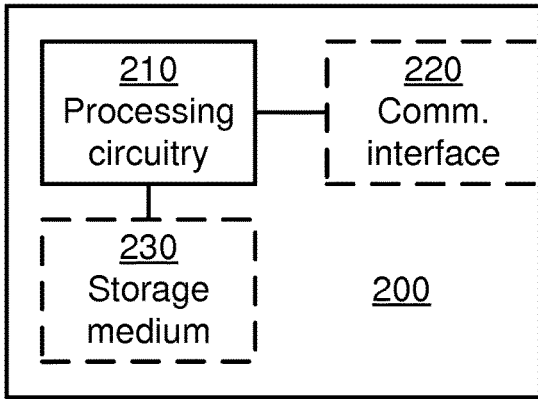 210
Processing
circuitry
220
Comm.
interface
230
Storage
medium
200